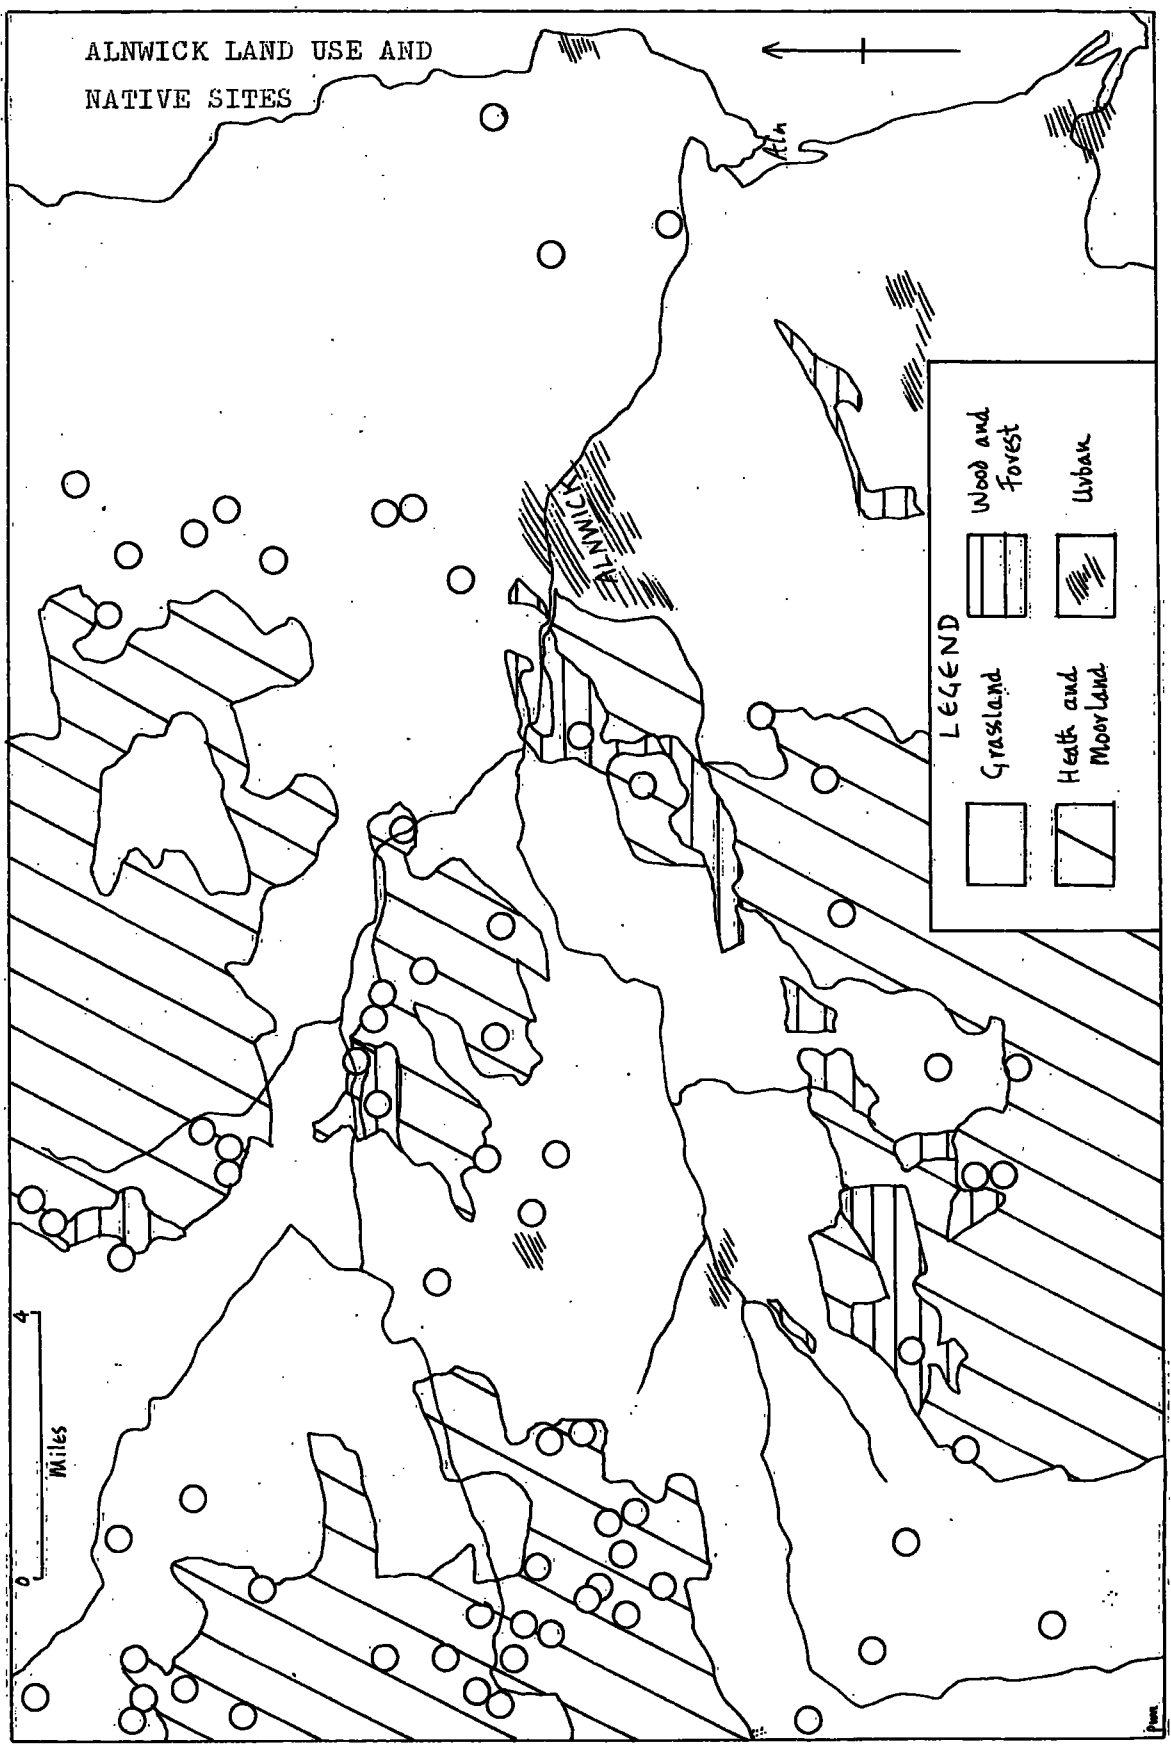 ALNWICK LAND USE AND
NATIVE SITES
Aln
ALNWICK
LEGEND
Grassland
Wood and
Forest
Heath and
Moorland
Urban
0
4
Miles